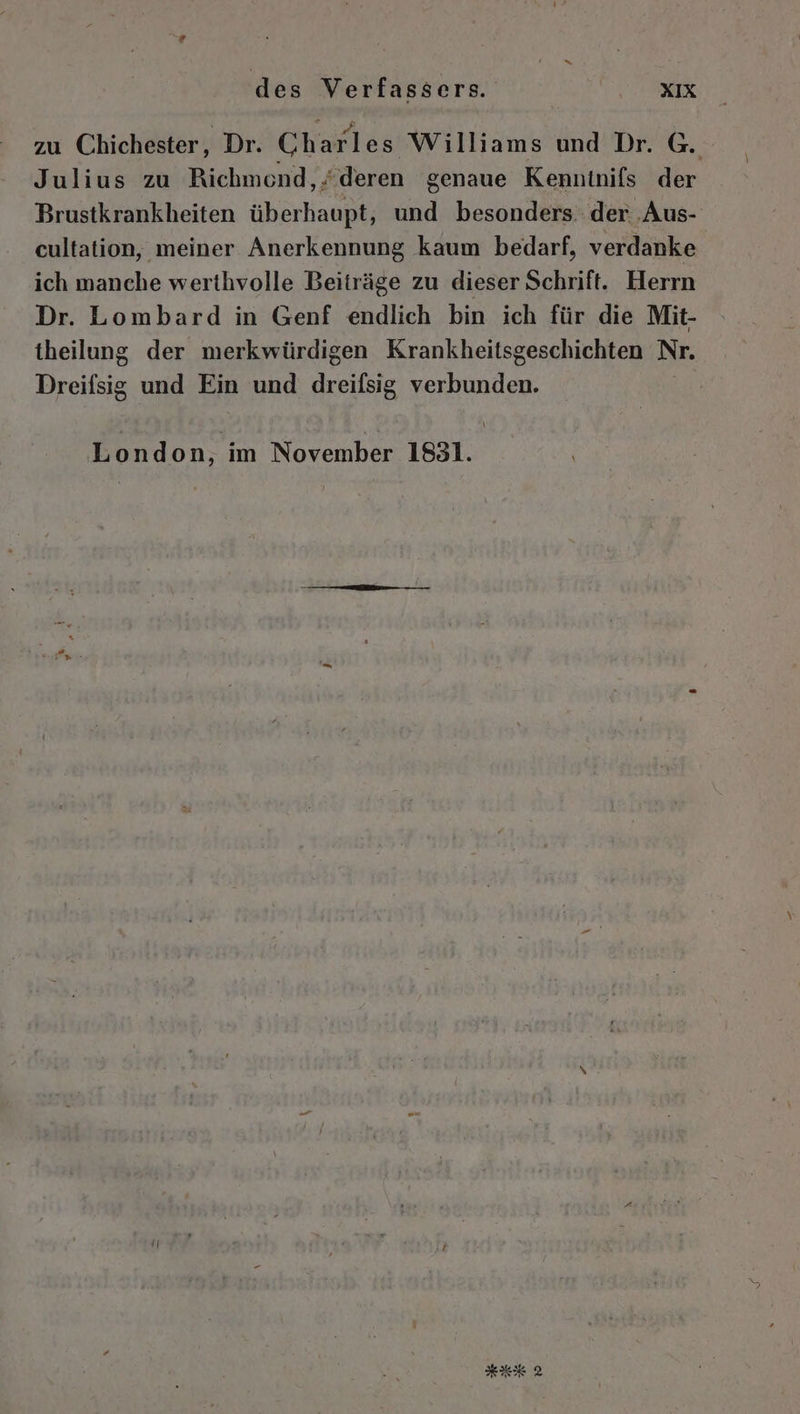 des Verfassers. XIX
zu Chichester, Dr. Charles Williams und Dr. G.
Julius zu Richmond, deren genaue Kenntniſs der
Brustkrankheiten überhaupt, und besonders der Aus-
cultation, meiner Anerkennung kaum bedarf, verdanke
ich manche werthvolle Beiträge zu dieser Schrift. Herrn
Dr. Lombard in Genf endlich bin ich für die Mit-
theilung der merkwürdigen Krankheitsgeschichten Nr.
Dreiſsig und Ein und dreiſsig verbunden.
London, im November 1831.
*** 2